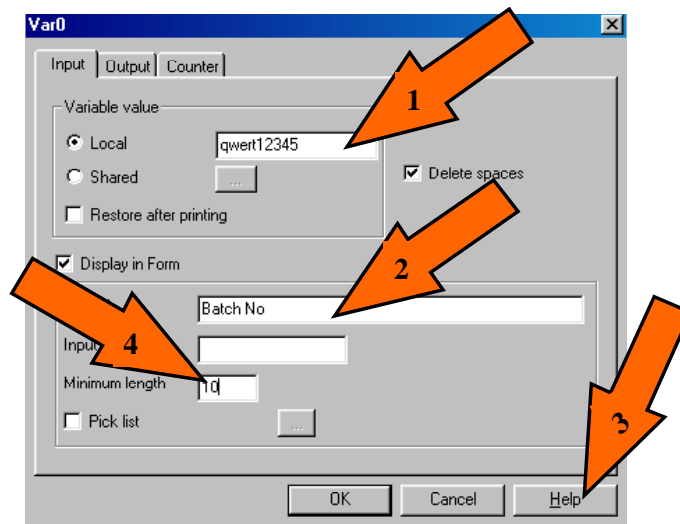 Var0
Input Output Counter
1
Variable value
Local qwert12345
Shared ...
Delete spaces
Restore after printing
2
Display in Form
Batch No
4
Input
Minimum length 10
Pick list ...
3
OK Cancel Help